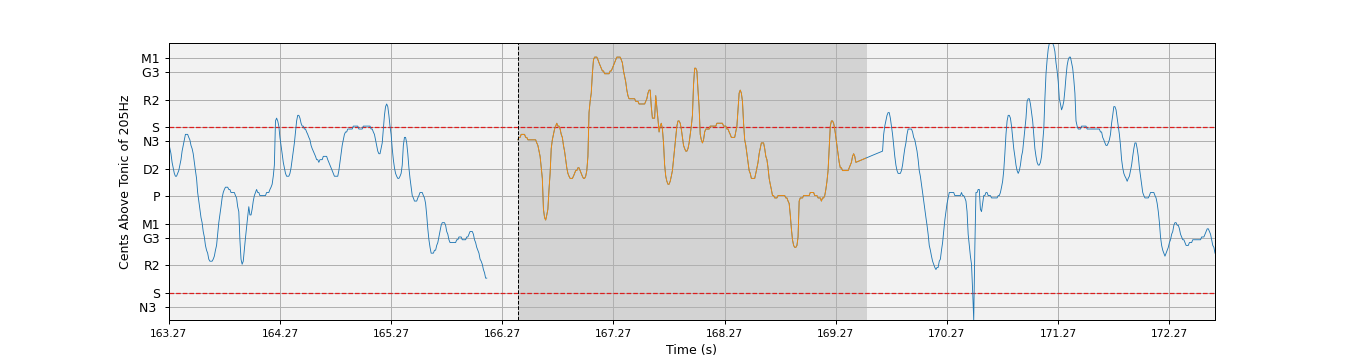 Cents Above Tonic of 205Hz
M1
G3
R2
S
N3
D2
P
M1
G3
R2
S
N3
163.27 164.27 165.27 166.27 167.27 168.27 169.27 170.27 171.27 172.27
Time (s)